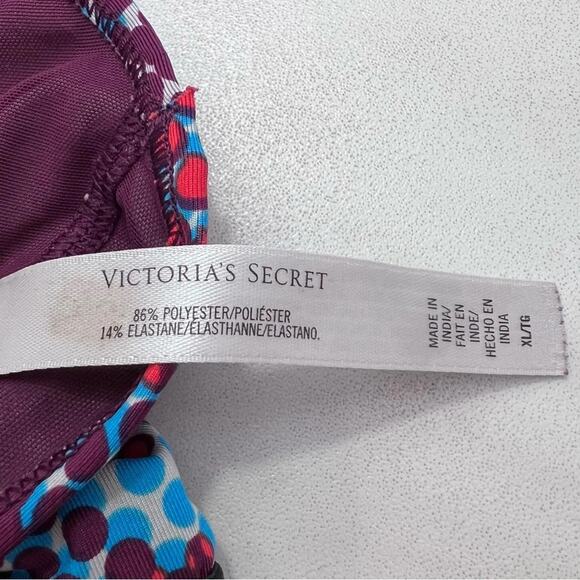 VICTORIA'S SECRET
86% POLYESTER/POLIÉSTER
14% ELASTANE/ÉLASTHANNE/ELASTANO.
MADE IN
INDIA/
FAIT EN
INDE/
HECHO EN
INDIA
XL/TG